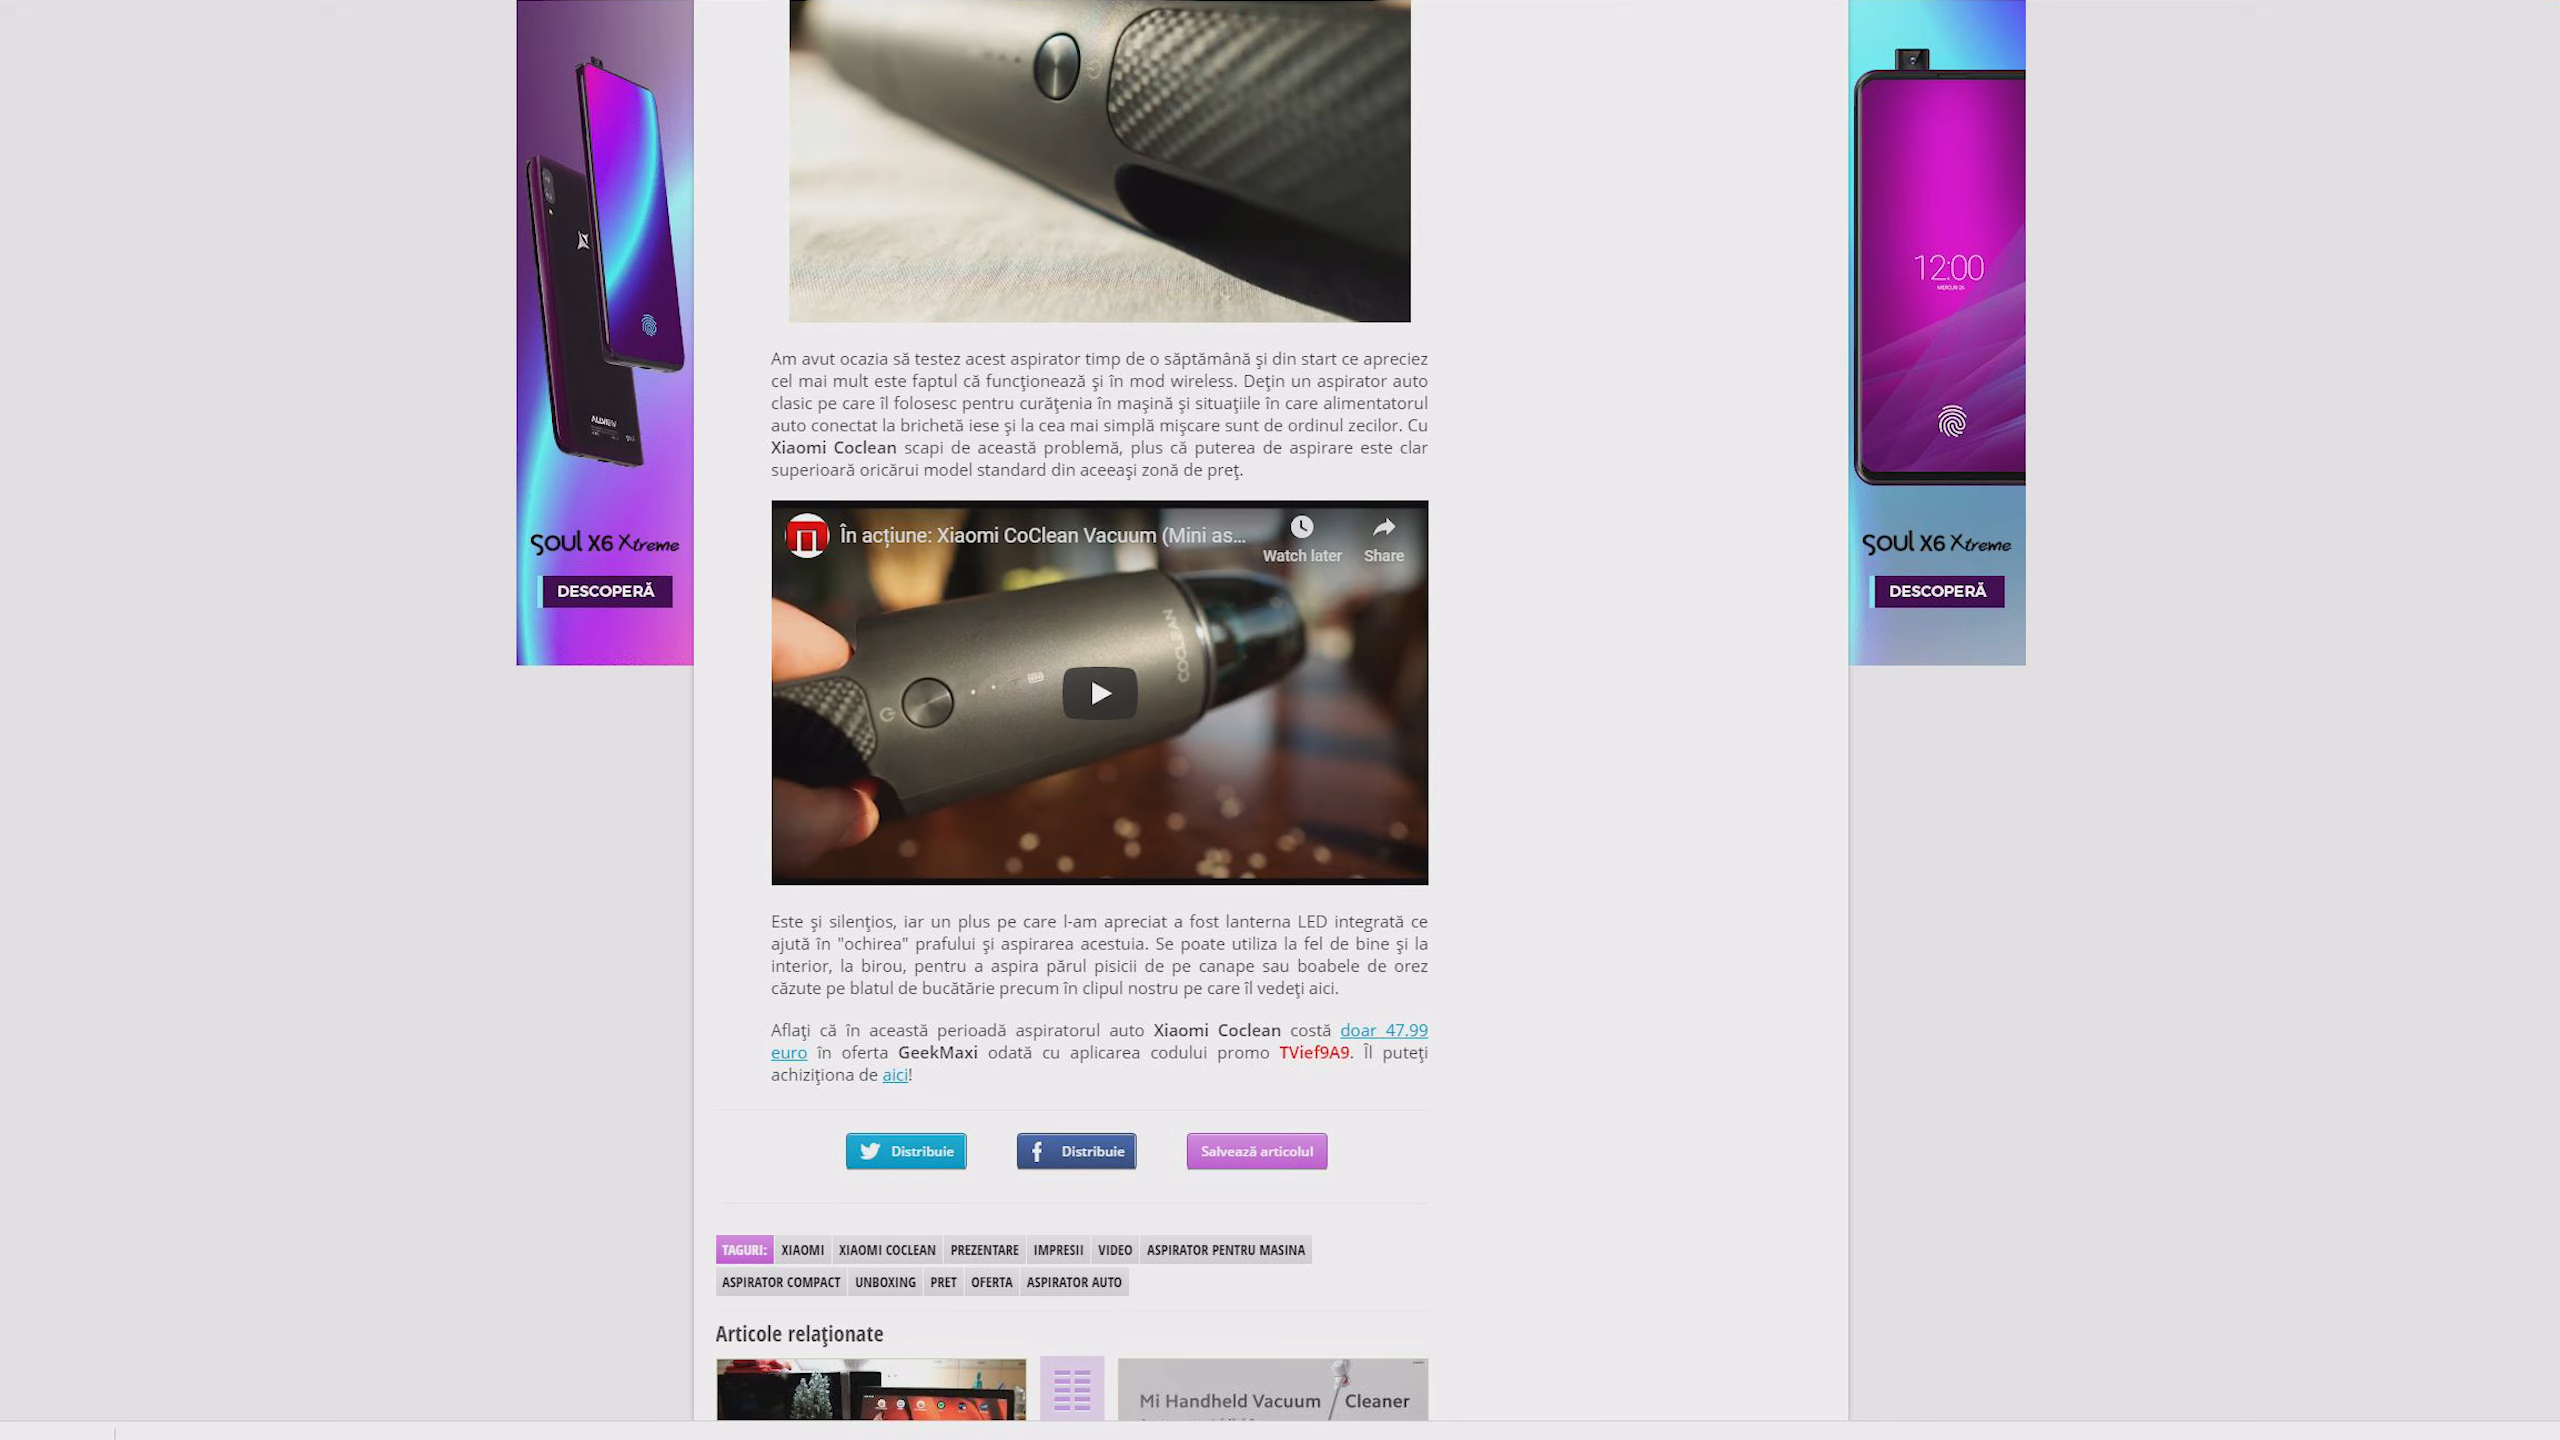 ALLVIEW
SOUL X6 Xtreme
DESCOPERĂ
12:00
MIERCURI 26
SOUL X6 Xtreme
DESCOPERĂ
Am avut ocazia să testez acest aspirator timp de o săptămână şi din start ce apreciez
cel mai mult este faptul că funcţionează şi în mod wireless. Deţin un aspirator auto
clasic pe care îl folosesc pentru curăţenia în maşină şi situaţiile în care alimentatorul
auto conectat la brichetă iese şi la cea mai simplă mişcare sunt de ordinul zecilor. Cu
Xiaomi Coclean scapi de această problemă, plus că puterea de aspirare este clar
superioară oricărui model standard din aceeaşi zonă de preţ.
În acțiune: Xiaomi CoClean Vacuum (Mini as...
Watch later
Share
COCLEAN
Este şi silenţios, iar un plus pe care l-am apreciat a fost lanterna LED integrată ce
ajută în "ochirea" prafului şi aspirarea acestuia. Se poate utiliza la fel de bine şi la
interior, la birou, pentru a aspira părul pisicii de pe canape sau boabele de orez
căzute pe blatul de bucătărie precum în clipul nostru pe care îl vedeţi aici.
Aflaţi că în această perioadă aspiratorul auto Xiaomi Coclean costă doar 47.99
euro în oferta GeekMaxi odată cu aplicarea codului promo TVief9A9. Îl puteţi
achiziţiona de aici!
Distribuie
Distribuie
Salvează articolul
TAGURI: XIAOMI XIAOMI COCLEAN PREZENTARE IMPRESII VIDEO ASPIRATOR PENTRU MASINA
ASPIRATOR COMPACT UNBOXING PRET OFERTA ASPIRATOR AUTO
Articole relaţionate
Mi Handheld Vacuum Cleaner